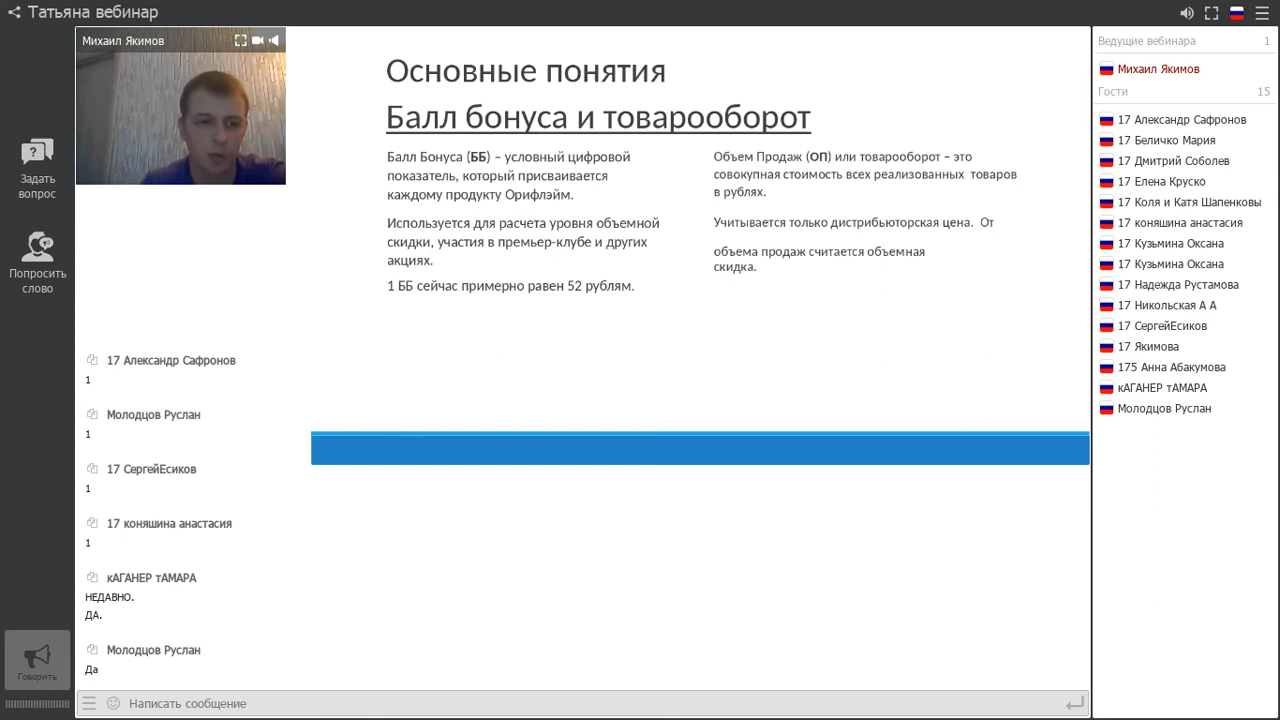 Татьяна вебинар
Михаил Якимов
Задать
вопрос
Попросить
слово
Говорить
Основные понятия
Балл бонуса и товарооборот
Балл Бонуса (ББ) – условный цифровой
показатель, который присваивается
каждому продукту Орифлэйм.
Используется для расчета уровня объемной
скидки, участия в премьер-клубе и других
акциях.
1 ББ сейчас примерно равен 52 рублям.
Объем Продаж (ОП) или товарооборот – это
совокупная стоимость всех реализованных товаров
в рублях.
Учитывается только дистрибьюторская цена. От
объема продаж считается объемная
скидка.
17 Александр Сафронов
1
Молодцов Руслан
1
17 СергейЕсиков
1
17 коняшина анастасия
1
кАГАНЕР тАМАРА
НЕДАВНО.
ДА.
Молодцов Руслан
Да
Написать сообщение
Ведущие вебинара 1
Михаил Якимов
Гости 15
17 Александр Сафронов
17 Беличко Мария
17 Дмитрий Соболев
17 Елена Круско
17 Коля и Катя Шапенковы
17 коняшина анастасия
17 Кузьмина Оксана
17 Кузьмина Оксана
17 Надежда Рустамова
17 Никольская А А
17 СергейЕсиков
17 Якимова
175 Анна Абакумова
кАГАНЕР тАМАРА
Молодцов Руслан